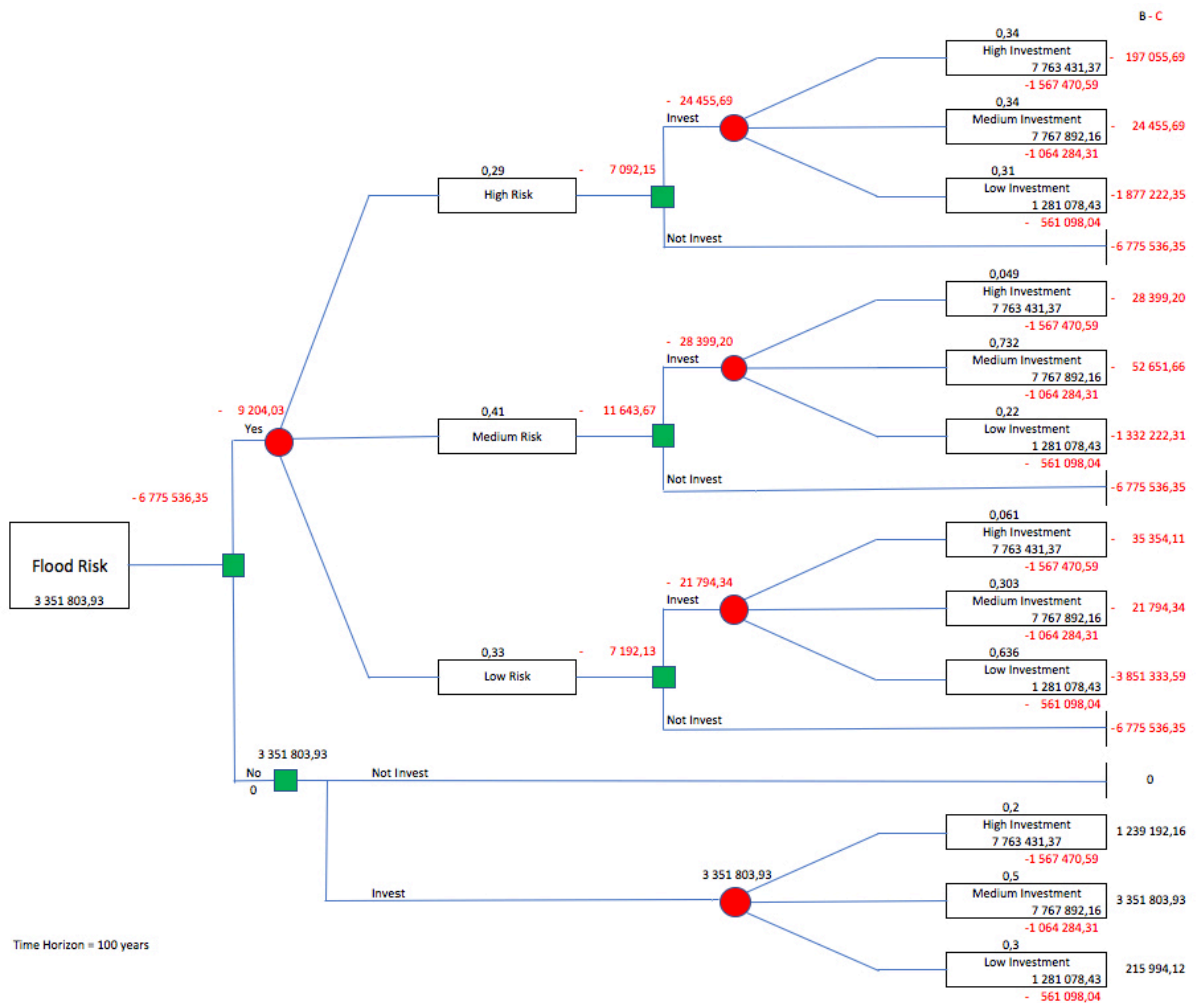 B - C
0,34
High Investment
7 763 431,37
- 197 055,69
-1 567 470,59
- 24 455,69
Invest
0,34
Medium Investment
7 767 892,16
- 24 455,69
-1 064 284,31
0,29
High Risk
- 7 092,15
0,31
Low Investment
1 281 078,43
-1 877 222,35
- 561 098,04
Not Invest
-6 775 536,35
0,049
High Investment
7 763 431,37
- 28 399,20
-1 567 470,59
- 28 399,20
Invest
0,732
Medium Investment
7 767 892,16
- 52 651,66
-1 064 284,31
- 9 204,03
Yes
0,41
Medium Risk
- 11 643,67
0,22
Low Investment
1 281 078,43
-1 332 222,31
- 561 098,04
Not Invest
-6 775 536,35
- 6 775 536,35
Flood Risk
3 351 803,93
0,061
High Investment
7 763 431,37
- 35 354,11
-1 567 470,59
- 21 794,34
Invest
0,303
Medium Investment
7 767 892,16
- 21 794,34
-1 064 284,31
0,33
Low Risk
- 7 192,13
0,636
Low Investment
1 281 078,43
-3 851 333,59
- 561 098,04
Not Invest
-6 775 536,35
3 351 803,93
No
0
Not Invest
0
0,2
High Investment
7 763 431,37
1 239 192,16
-1 567 470,59
3 351 803,93
Invest
0,5
Medium Investment
7 767 892,16
3 351 803,93
-1 064 284,31
0,3
Low Investment
1 281 078,43
215 994,12
- 561 098,04
Time Horizon = 100 years